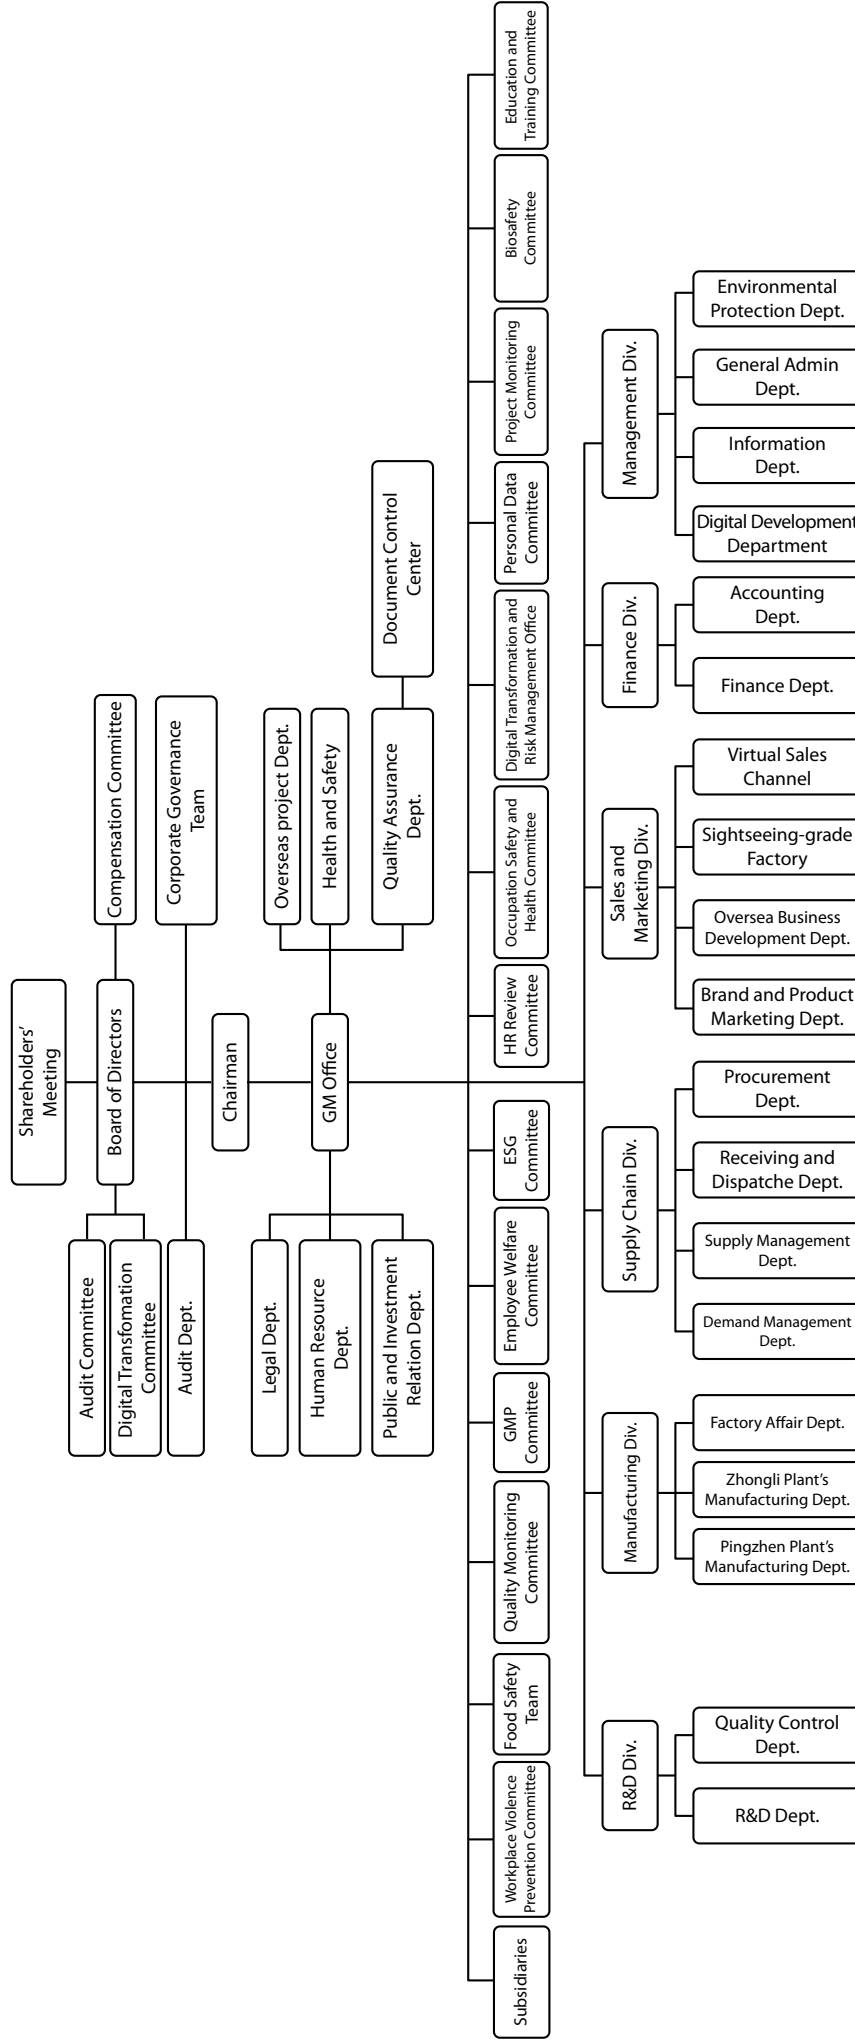 Shareholders'
Meeting
Board of Directors
Compensation Committee
Audit Committee
Digital Transfomation
Committee
Corporate Governance
Team
Audit Dept.
Chairman
GM Office
Overseas project Dept.
Health and Safety
Quality Assurance
Dept.
Document Control
Center
Legal Dept.
Human Resource
Dept.
Public and Investment
Relation Dept.
Subsidiaries
Workplace Violence
Prevention Committee
Food Safety
Team
Quality Monitoring
Committee
GMP
Committee
Employee Welfare
Committee
ESG
Committee
HR Review
Committee
Occupation Safety and
Health Committee
Digital Transformation and
Risk Management Office
Personal Data
Committee
Project Monitoring
Committee
Biosafety
Committee
Education and
Training Committee
R&D Div.
R&D Dept.
Quality Control
Dept.
Manufacturing Div.
Pingzhen Plant's
Manufacturing Dept.
Zhongli Plant's
Manufacturing Dept.
Factory Affair Dept.
Supply Chain Div.
Demand Management
Dept.
Supply Management
Dept.
Receiving and
Dispatche Dept.
Procurement
Dept.
Sales and
Marketing Div.
Brand and Product
Marketing Dept.
Oversea Business
Development Dept.
Sightseeing-grade
Factory
Virtual Sales
Channel
Finance Div.
Finance Dept.
Accounting
Dept.
Management Div.
Digital Development
Department
Information
Dept.
General Admin
Dept.
Environmental
Protection Dept.